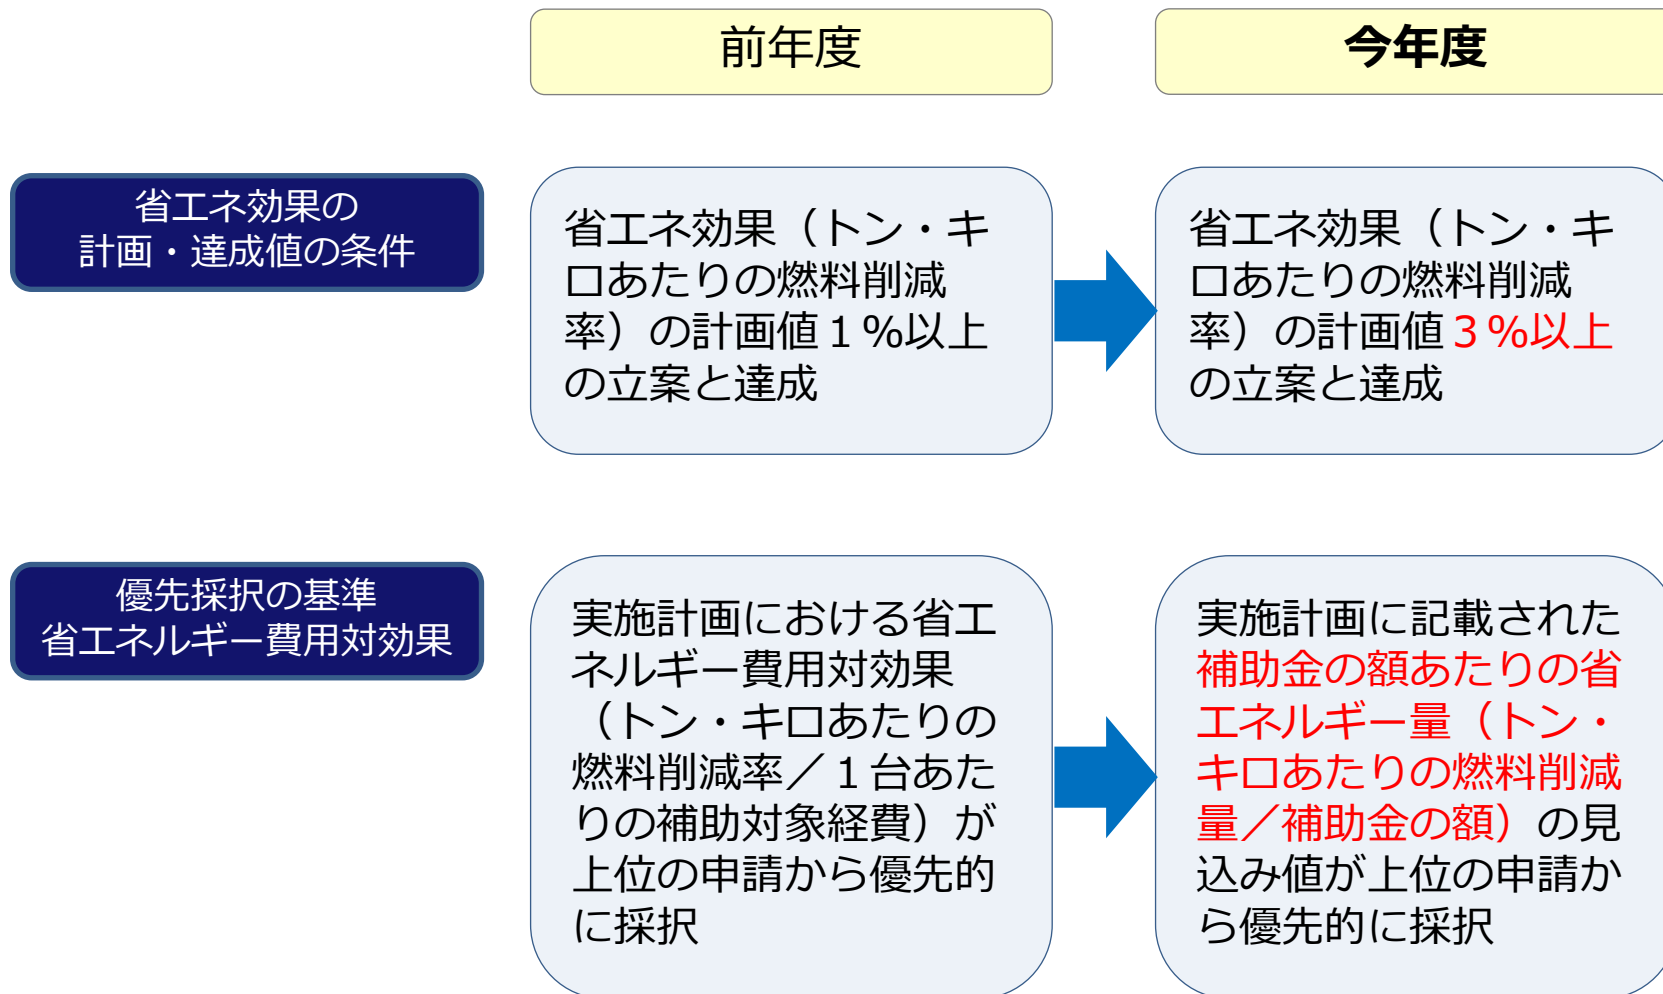 前年度
今年度
省エネ効果の
計画・達成値の条件
省エネ効果（トン・キ
ロあたりの燃料削減
率）の計画値１%以上
の立案と達成
省エネ効果（トン・キ
ロあたりの燃料削減
率）の計画値３%以上
の立案と達成
優先採択の基準
省エネルギー費用対効果
実施計画における省エ
ネルギー費用対効果
（トン・キロあたりの
燃料削減率／１台あた
りの補助対象経費）が
上位の申請から優先的
に採択
実施計画に記載された
補助金の額あたりの省
エネルギー量（トン・
キロあたりの燃料削減
量／補助金の額）の見
込み値が上位の申請か
ら優先的に採択